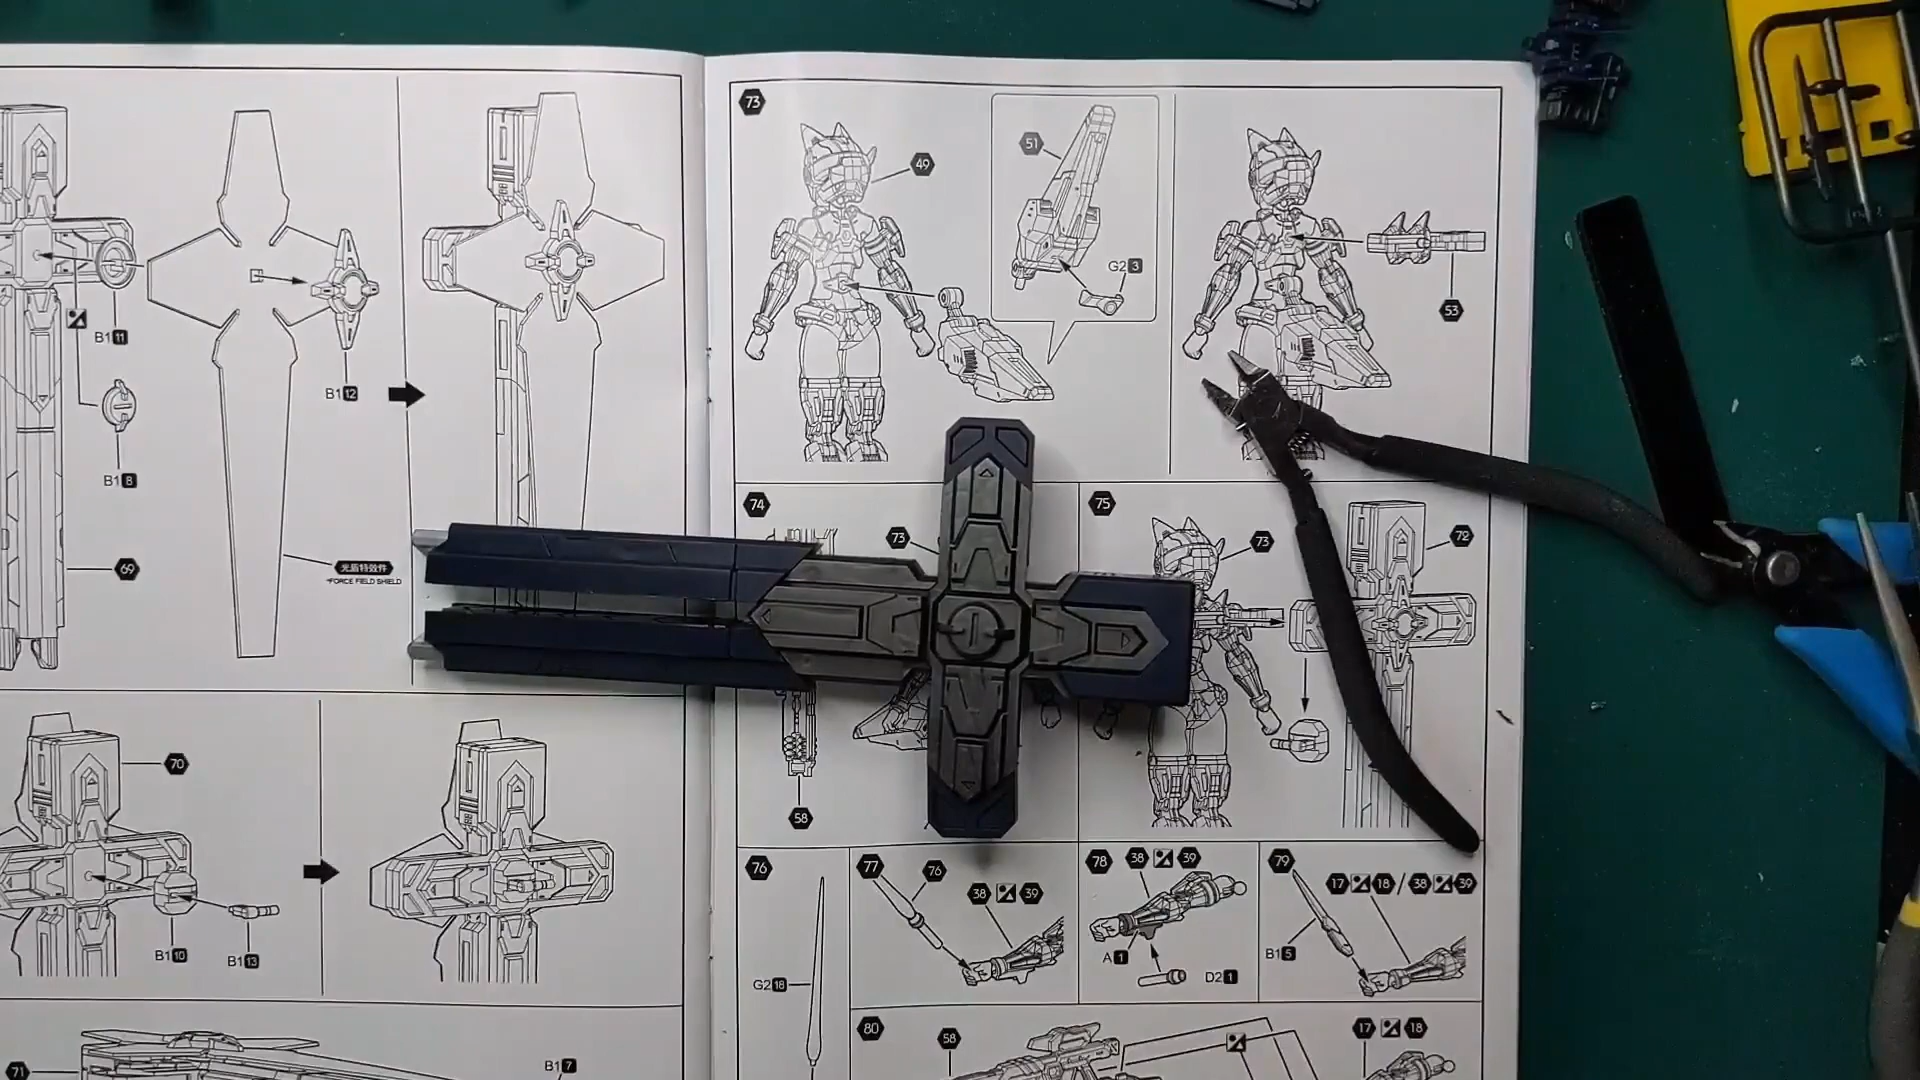 B1 11
B1 12
B1 8
69
光盾特效件
*FORCE FIELD SHIELD
70
B1 10
B1 13
71
B1 7
73
49
51
G2 3
53
74
73
58
75
73
72
76
G2 18
77
76
38 39
78
38 39
A 1
D2 1
79
17 18 / 38 39
B1 5
80
58
17 18